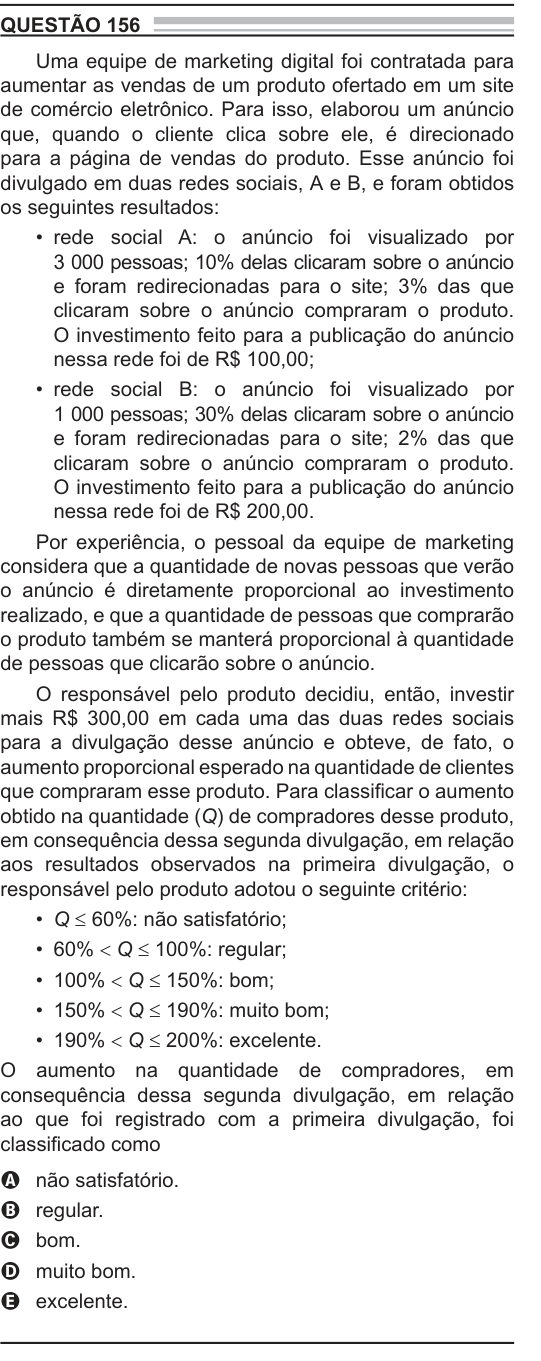 QUESTÃO 156
Uma equipe de marketing digital foi contratada para
aumentar as vendas de um produto ofertado em um site
de comércio eletrônico. Para isso, elaborou um anúncio
que, quando o cliente clica sobre ele, é direcionado
para a página de vendas do produto. Esse anúncio foi
divulgado em duas redes sociais, A e B, e foram obtidos
os seguintes resultados:
• rede social A: o anúncio foi visualizado por
3 000 pessoas; 10% delas clicaram sobre o anúncio
e foram redirecionadas para o site; 3% das que
clicaram sobre o anúncio compraram o produto.
O investimento feito para a publicação do anúncio
nessa rede foi de R$ 100,00;
• rede social B: o anúncio foi visualizado por
1 000 pessoas; 30% delas clicaram sobre o anúncio
e foram redirecionadas para o site; 2% das que
clicaram sobre o anúncio compraram o produto.
O investimento feito para a publicação do anúncio
nessa rede foi de R$ 200,00.
Por experiência, o pessoal da equipe de marketing
considera que a quantidade de novas pessoas que verão
o anúncio é diretamente proporcional ao investimento
realizado, e que a quantidade de pessoas que comprarão
o produto também se manterá proporcional à quantidade
de pessoas que clicarão sobre o anúncio.
O responsável pelo produto decidiu, então, investir
mais R$ 300,00 em cada uma das duas redes sociais
para a divulgação desse anúncio e obteve, de fato, o
aumento proporcional esperado na quantidade de clientes
que compraram esse produto. Para classificar o aumento
obtido na quantidade (Q) de compradores desse produto,
em consequência dessa segunda divulgação, em relação
aos resultados observados na primeira divulgação, o
responsável pelo produto adotou o seguinte critério:
• Q ≤ 60%: não satisfatório;
• 60% < Q ≤ 100%: regular;
• 100% < Q ≤ 150%: bom;
• 150% < Q ≤ 190%: muito bom;
• 190% < Q ≤ 200%: excelente.
O aumento na quantidade de compradores, em
consequência dessa segunda divulgação, em relação
ao que foi registrado com a primeira divulgação, foi
classificado como
A não satisfatório.
B regular.
C bom.
D muito bom.
E excelente.